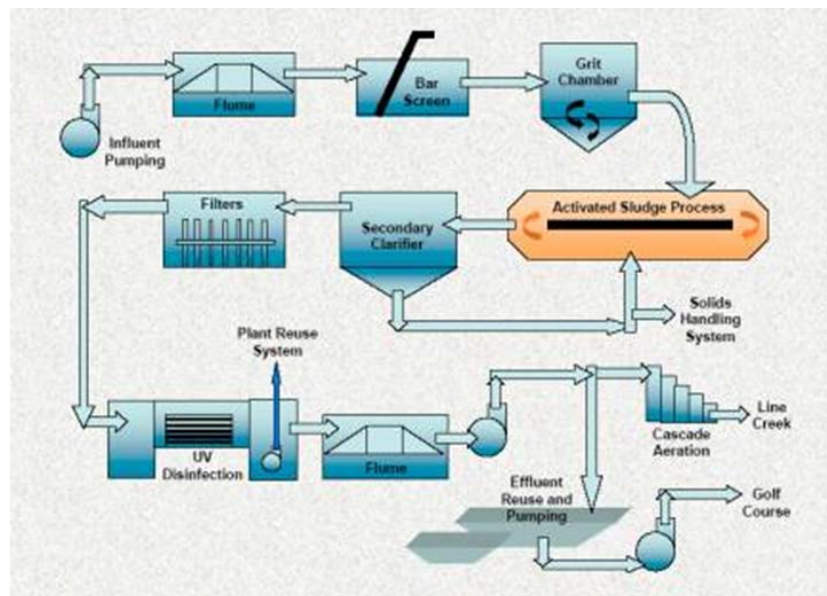 Influent
Pumping
Flume
Bar
Screen
Grit
Chamber
Activated Sludge Process
Secondary
Clarifier
Filters
Solids
Handling
System
Plant Reuse
System
UV
Disinfection
Flume
Cascade
Aeration
Line
Creek
Effluent
Reuse and
Pumping
Golf
Course